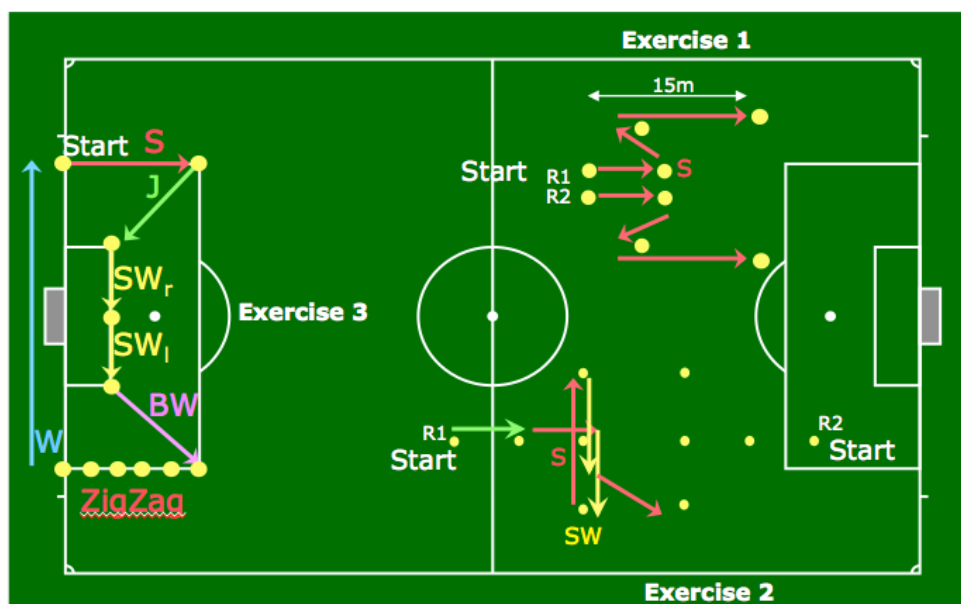 Exercise 1
15m
Start S
Start R1 S
R2
J
SWr
Exercise 3
SWl
BW
W
R1
Start
S
R2
Start
ZigZag
SW
Exercise 2